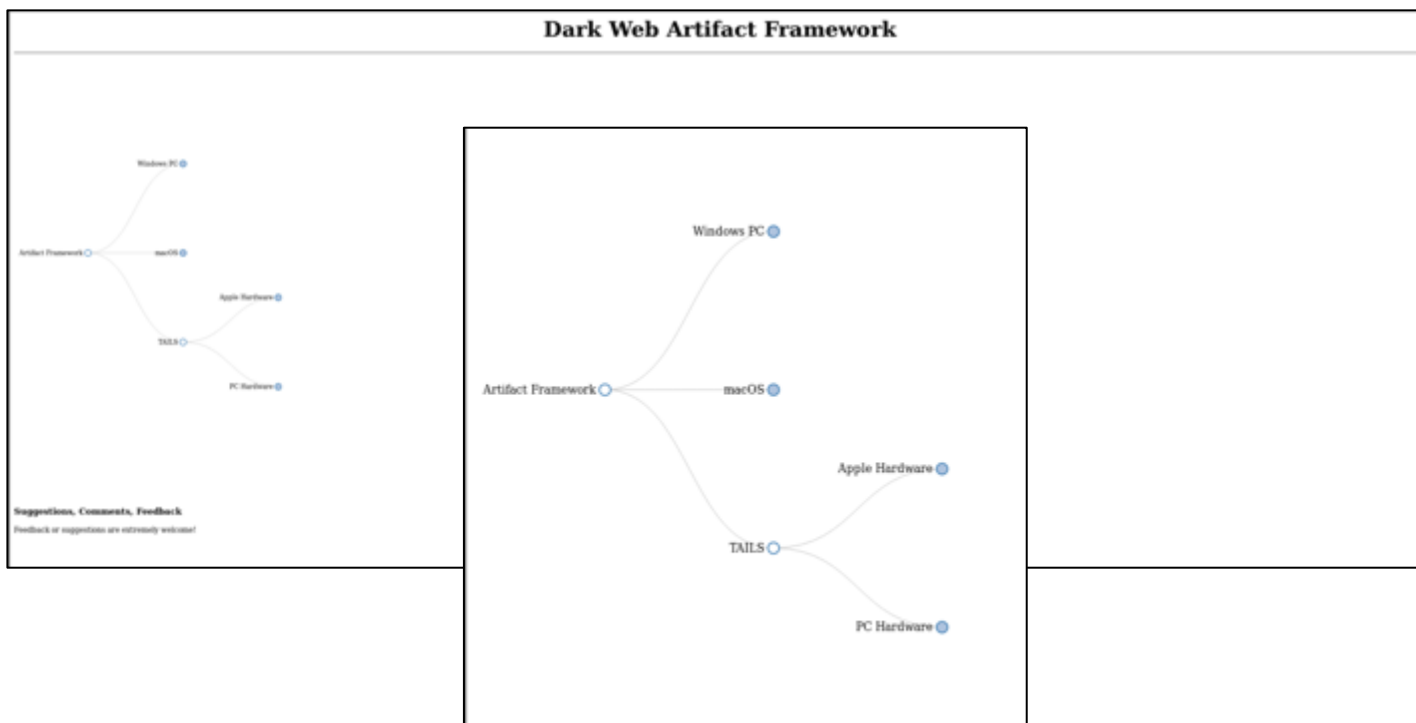 Dark Web Artifact Framework
Windows PC
Artifact Framework
macOS
Apple Hardware
TAILS
PC Hardware
Suggestions, Comments, Feedback
Feedback or suggestions are extremely welcome!
Windows PC
Artifact Framework
macOS
Apple Hardware
TAILS
PC Hardware